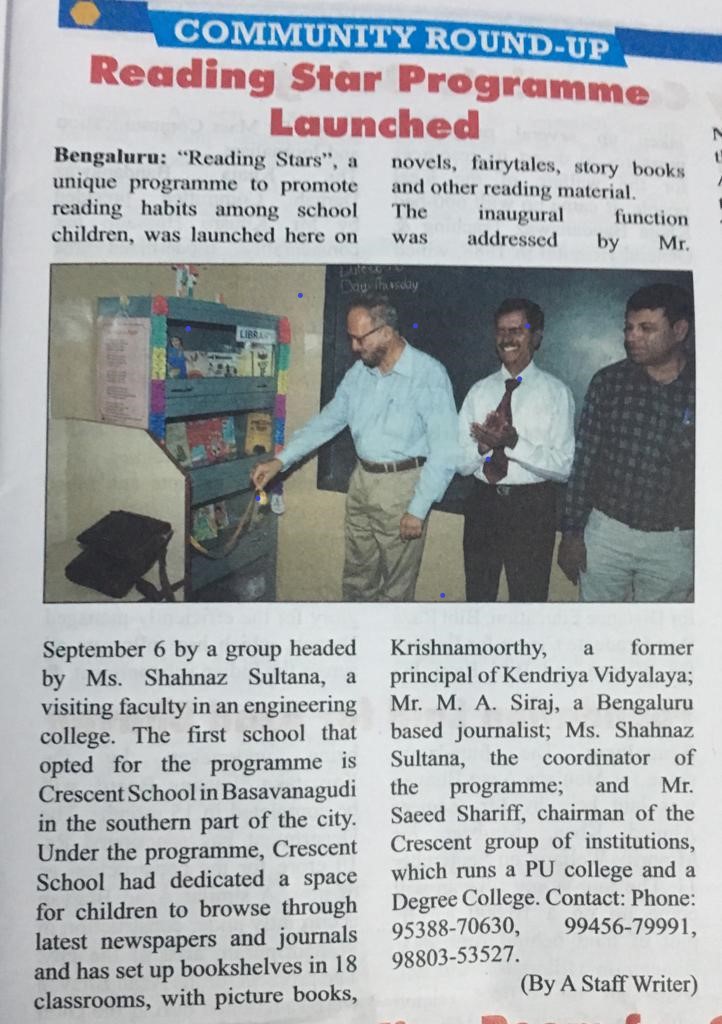 COMMUNITY ROUND-UP
Reading Star Programme
Launched
Bengaluru: “Reading Stars”, a
unique programme to promote
reading habits among school
children, was launched here on
September 6 by a group headed
by Ms. Shahnaz Sultana, a
visiting faculty in an engineering
college. The first school that
opted for the programme is
Crescent School in Basavanagudi
in the southern part of the city.
Under the programme, Crescent
School had dedicated a space
for children to browse through
latest newspapers and journals
and has set up bookshelves in 18
classrooms, with picture books,
novels, fairytales, story books
and other reading material.
The inaugural function
was addressed by Mr.
Krishnamoorthy, a former
principal of Kendriya Vidyalaya;
Mr. M. A. Siraj, a Bengaluru
based journalist; Ms. Shahnaz
Sultana, the coordinator of
the programme; and Mr.
Saeed Shariff, chairman of the
Crescent group of institutions,
which runs a PU college and a
Degree College. Contact: Phone:
95388-70630, 99456-79991,
98803-53527.
(By A Staff Writer)
Day: Thursday